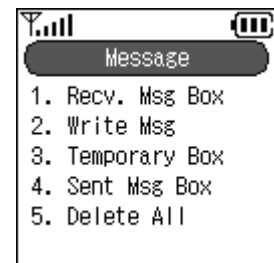 Message
1. Recv. Msg Box
2. Write Msg
3. Temporary Box
4. Sent Msg Box
5. Delete All